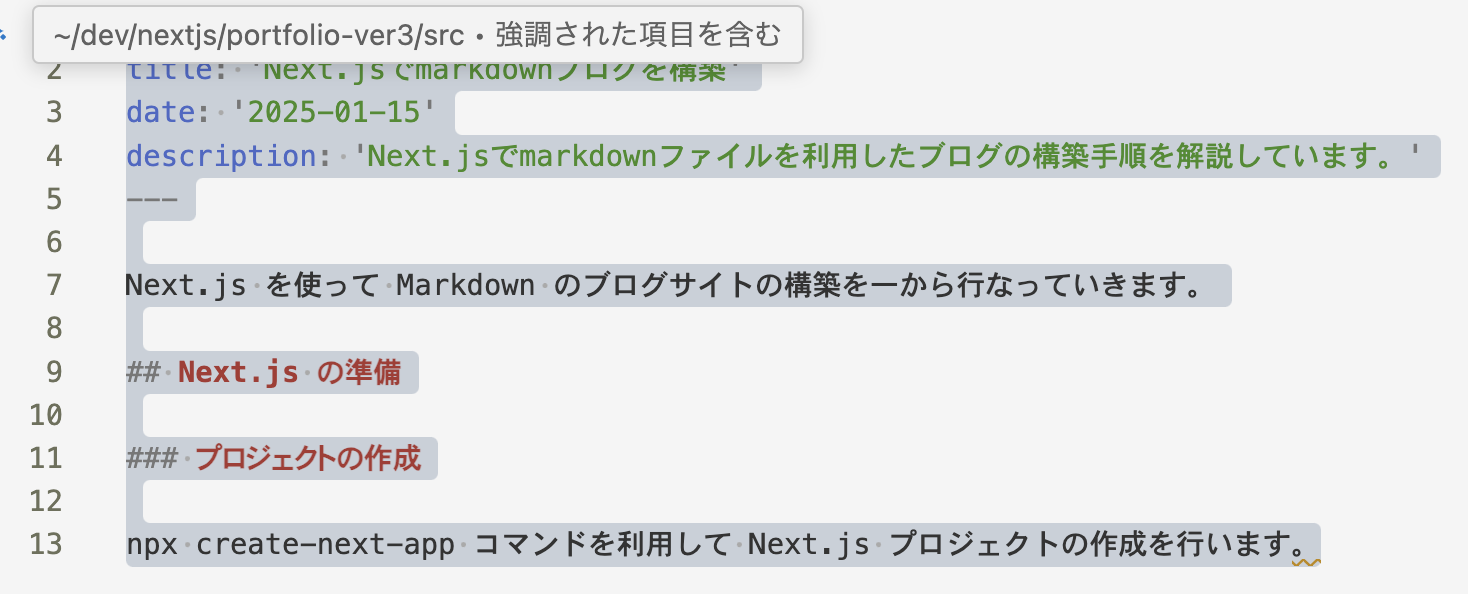 ~/dev/nextjs/portfolio-ver3/src • 強調された項目を含む
2 title: 'Next.jsでmarkdownブログを構築'
3 date: '2025-01-15'
4 description: 'Next.jsでmarkdownファイルを利用したブログの構築手順を解説しています。'
5 ---
6
7 Next.js を使って Markdown のブログサイトの構築を一から行なっていきます。
8
9 ## Next.js の準備
10
11 ### プロジェクトの作成
12
13 npx create-next-app コマンドを利用して Next.js プロジェクトの作成を行います。